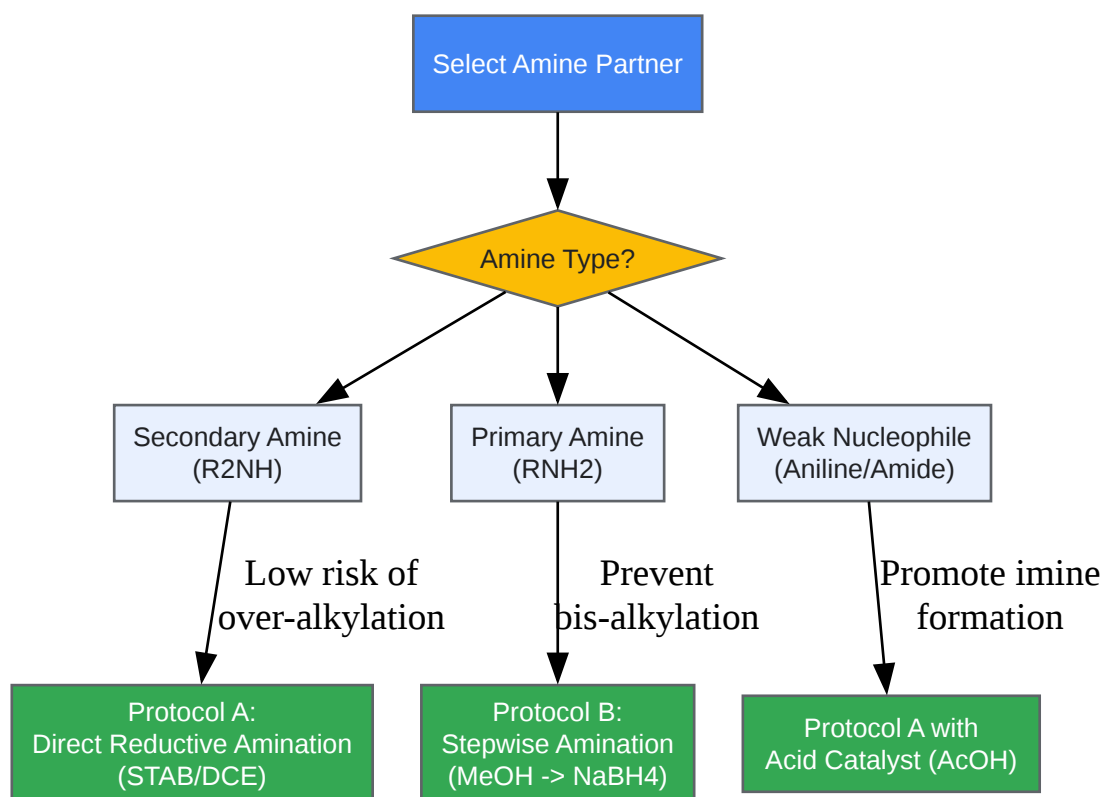 Select Amine Partner
Amine Type?
Secondary Amine
(R2NH)
Primary Amine
(RNH2)
Weak Nucleophile
(Aniline/Amide)
Low risk of
over-alkylation
Prevent
bis-alkylation
Promote imine
formation
Protocol A:
Direct Reductive Amination
(STAB/DCE)
Protocol B:
Stepwise Amination
(MeOH -> NaBH4)
Protocol A with
Acid Catalyst (AcOH)